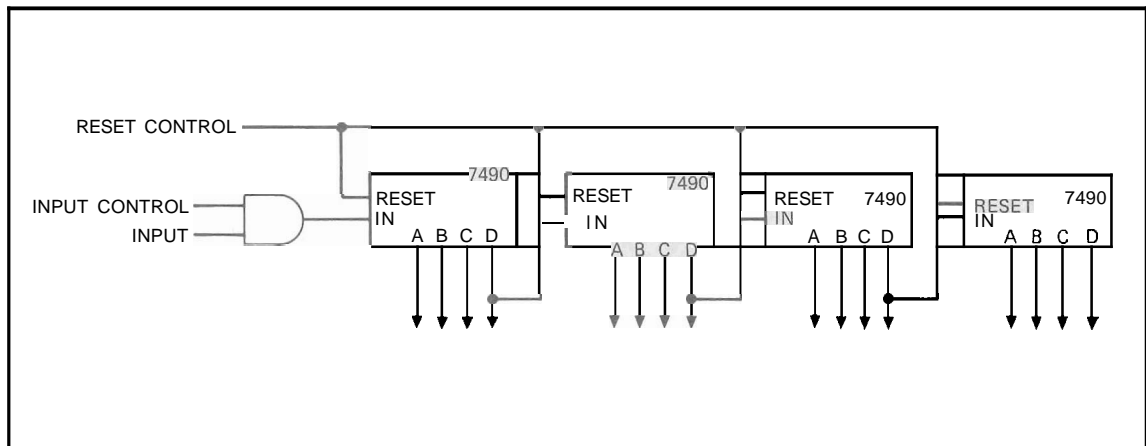 RESET CONTROL
INPUT CONTROL
INPUT
7490
RESET
IN
A B C D
7490
RESET
IN
A B C D
7490
RESET
IN
A B C D
7490
RESET
IN
A B C D